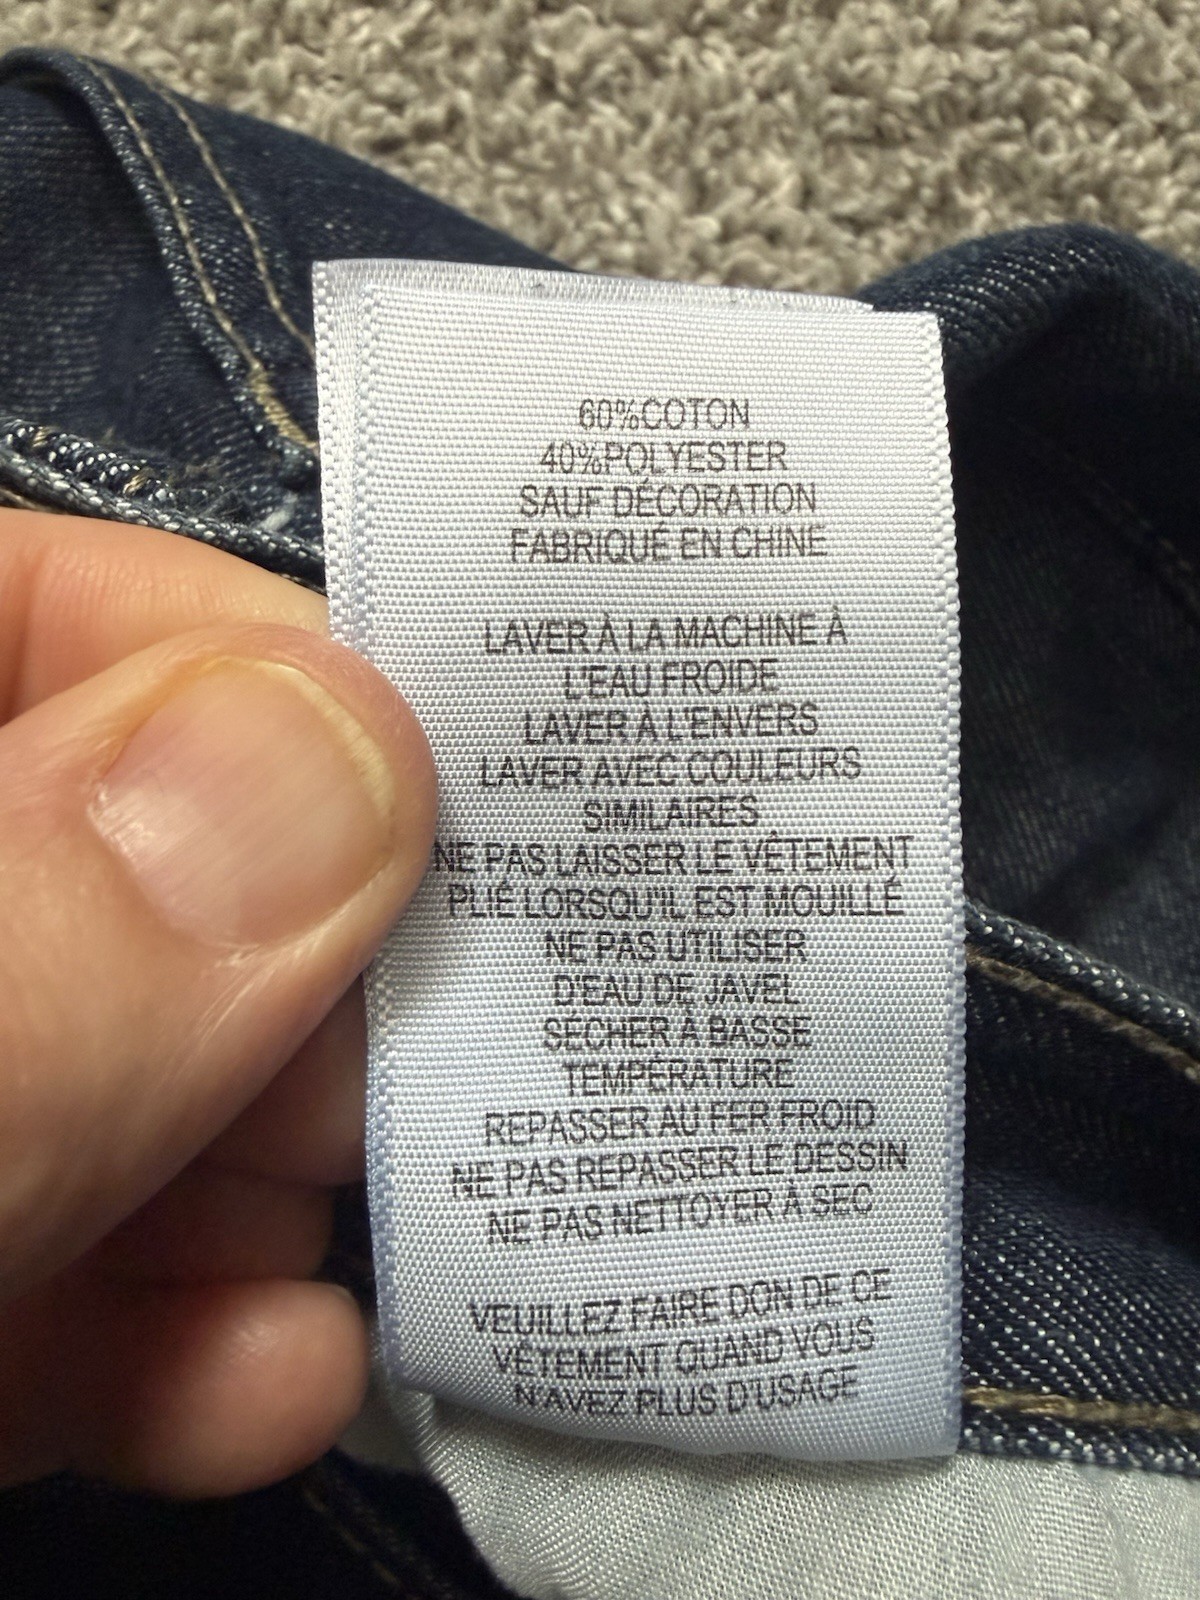 60%COTON
40%POLYESTER
SAUF DÉCORATION
FABRIQUÉ EN CHINE
LAVER À LA MACHINE À
L'EAU FROIDE
LAVER À L'ENVERS
LAVER AVEC COULEURS
SIMILAIRES
NE PAS LAISSER LE VÊTEMENT
PLIÉ LORSQU'IL EST MOUILLÉ
NE PAS UTILISER
D'EAU DE JAVEL
SÉCHER À BASSE
TEMPÉRATURE
REPASSER AU FER FROID
NE PAS REPASSER LE DESSIN
NE PAS NETTOYER À SEC
VEUILLEZ FAIRE DON DE CE
VÊTEMENT QUAND VOUS
N'AVEZ PLUS D'USAGE